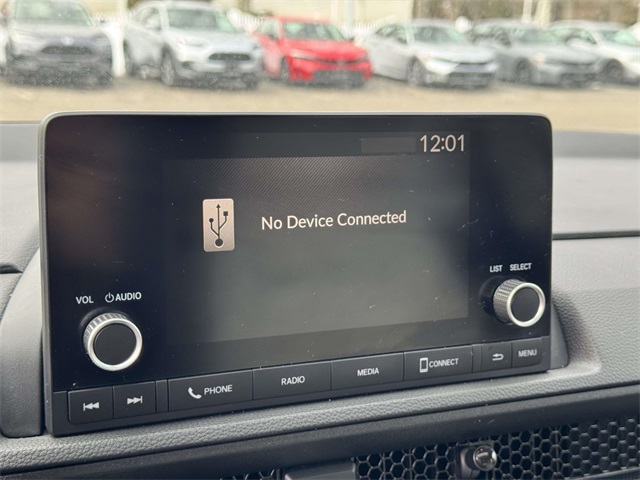 12:01
No Device Connected
LIST SELECT
VOL AUDIO
PHONE RADIO MEDIA CONNECT MENU